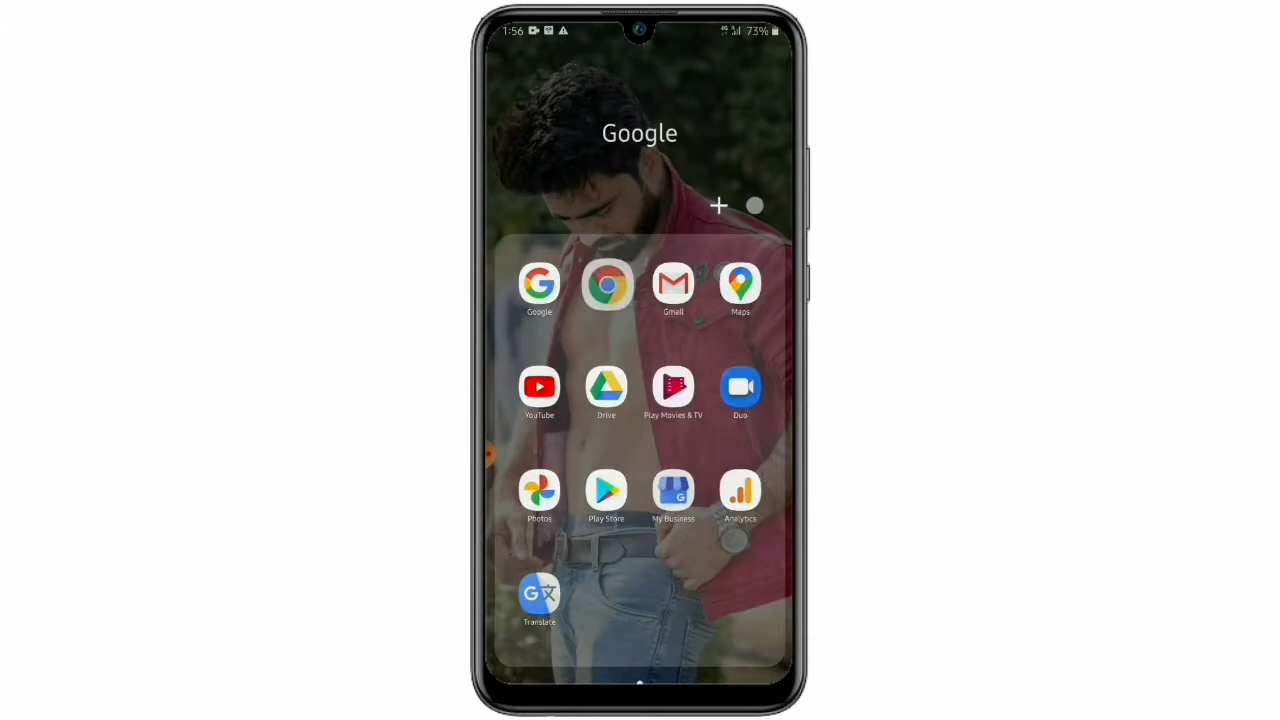 1:56
4G 73%
Google
+
Google
Gmail
Maps
YouTube
Drive
Play Movies & TV
Duo
Photos
Play Store
My Business
Analytics
Translate